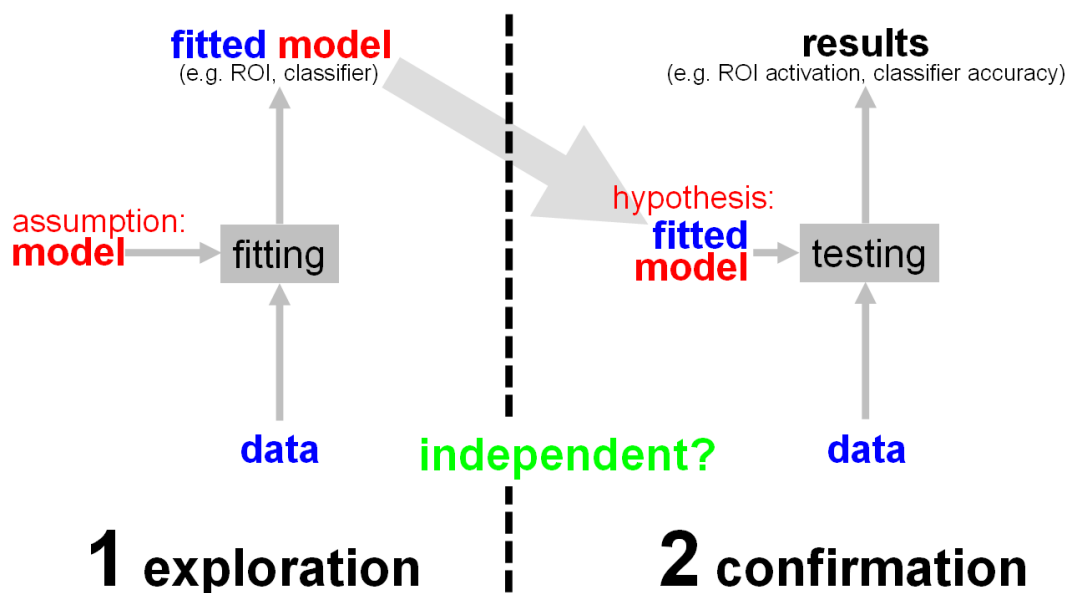 fitted model
(e.g. ROI, classifier)
assumption:
model
fitting
data
1 exploration
independent?
results
(e.g. ROI activation, classifier accuracy)
hypothesis:
fitted
model
testing
data
2 confirmation